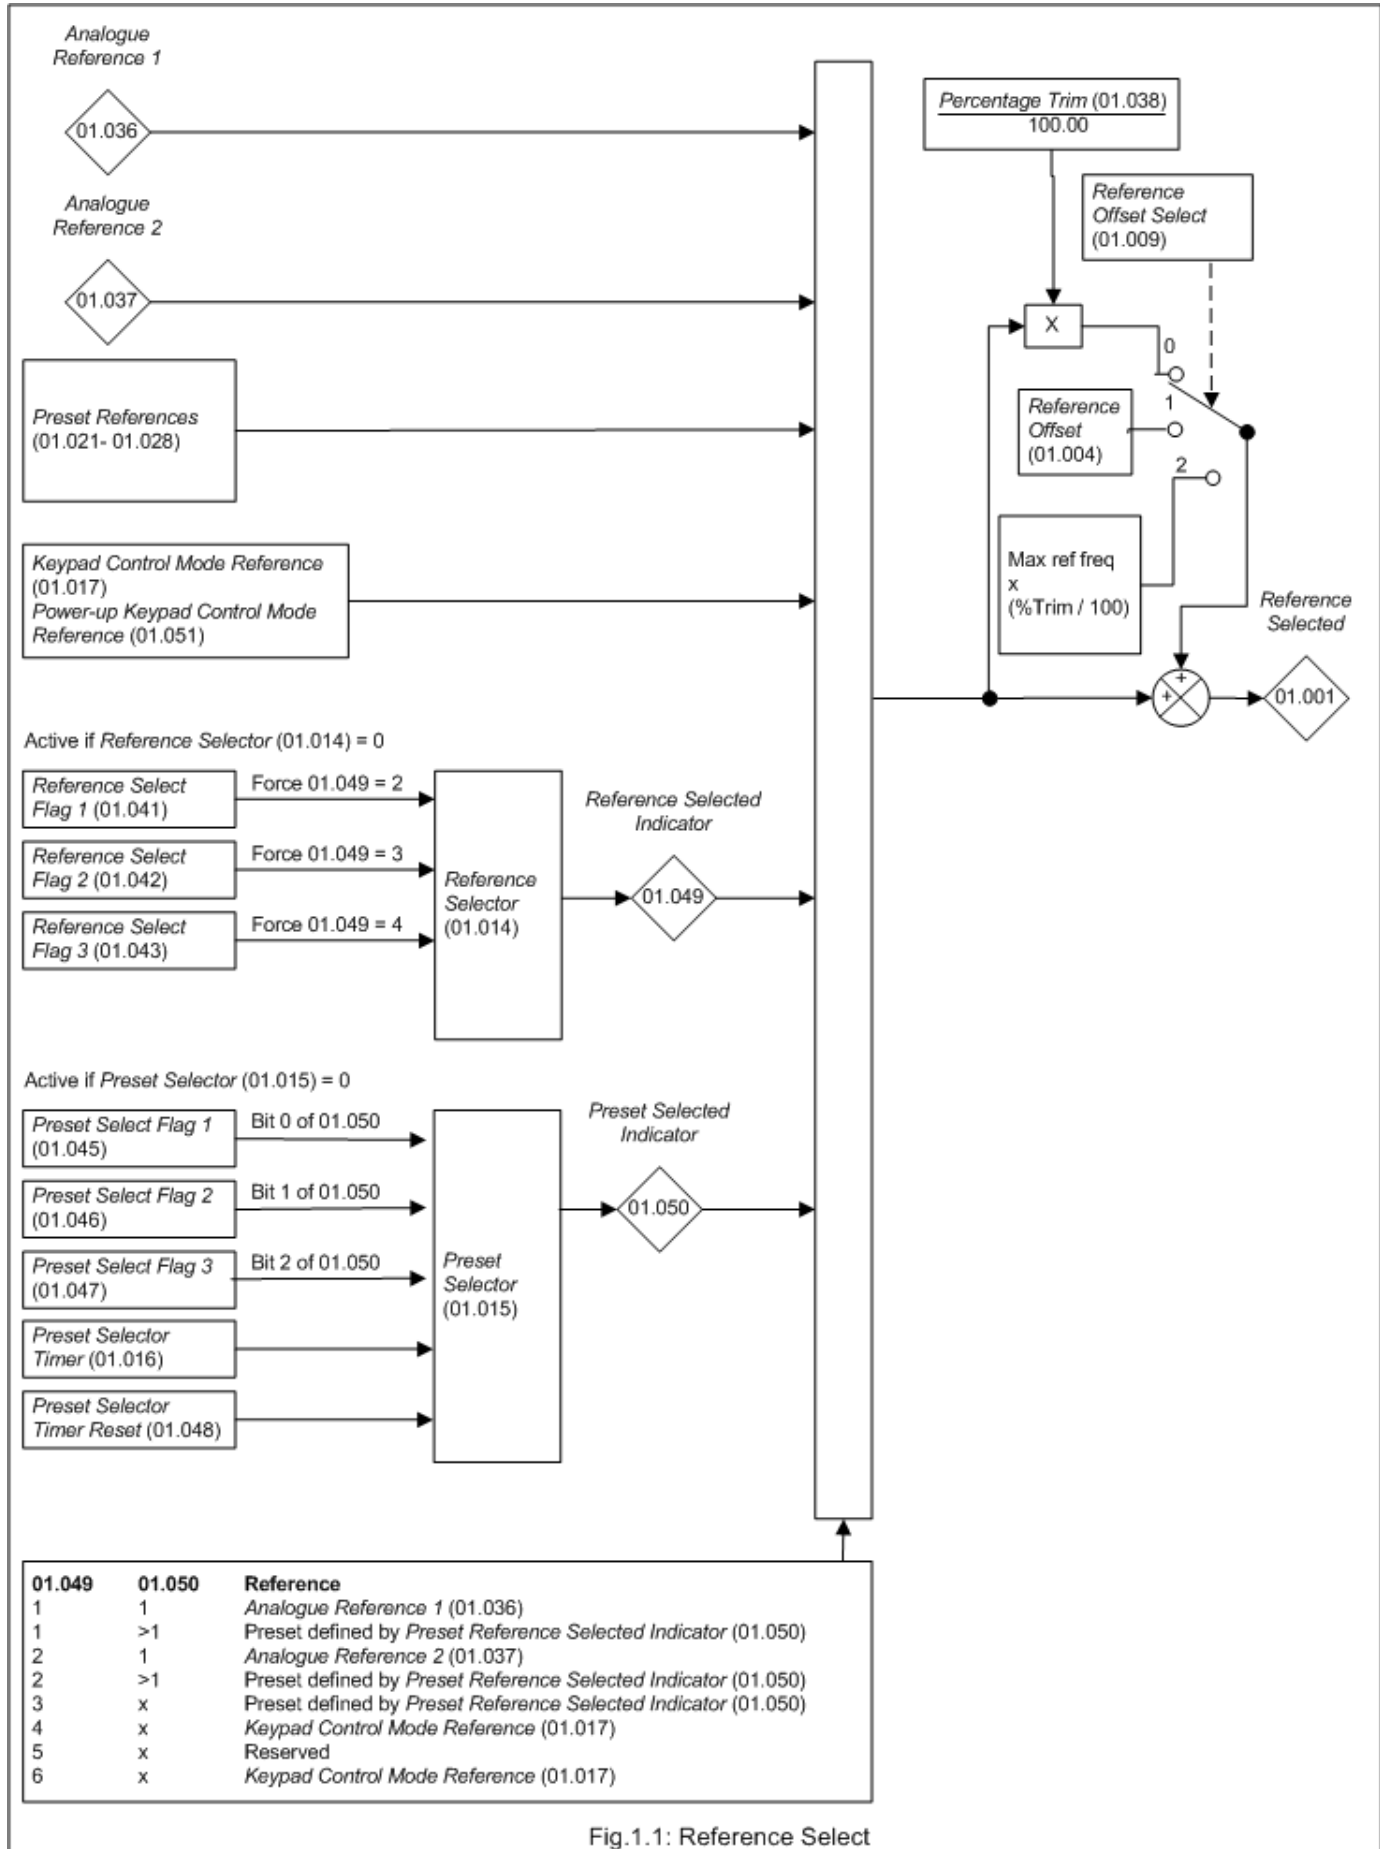 Analogue
Reference 1
01.036
Analogue
Reference 2
01.037
Preset References
(01.021- 01.028)
Keypad Control Mode Reference
(01.017)
Power-up Keypad Control Mode
Reference (01.051)
Percentage Trim (01.038)
100.00
Reference
Offset Select
(01.009)
X
0
1
2
Reference
Offset
(01.004)
Max ref freq
x
(%Trim / 100)
Reference
Selected
+
+
01.001
Active if Reference Selector (01.014) = 0
Reference Select
Flag 1 (01.041)
Force 01.049 = 2
Reference Select
Flag 2 (01.042)
Force 01.049 = 3
Reference Select
Flag 3 (01.043)
Force 01.049 = 4
Reference
Selector
(01.014)
Reference Selected
Indicator
01.049
Active if Preset Selector (01.015) = 0
Preset Select Flag 1
(01.045)
Bit 0 of 01.050
Preset Select Flag 2
(01.046)
Bit 1 of 01.050
Preset Select Flag 3
(01.047)
Bit 2 of 01.050
Preset Selector
Timer (01.016)
Preset Selector
Timer Reset (01.048)
Preset
Selector
(01.015)
Preset Selected
Indicator
01.050
01.049 01.050 Reference
1 1 Analogue Reference 1 (01.036)
1 >1 Preset defined by Preset Reference Selected Indicator (01.050)
2 1 Analogue Reference 2 (01.037)
2 >1 Preset defined by Preset Reference Selected Indicator (01.050)
3 x Preset defined by Preset Reference Selected Indicator (01.050)
4 x Keypad Control Mode Reference (01.017)
5 x Reserved
6 x Keypad Control Mode Reference (01.017)
Fig.1.1: Reference Select